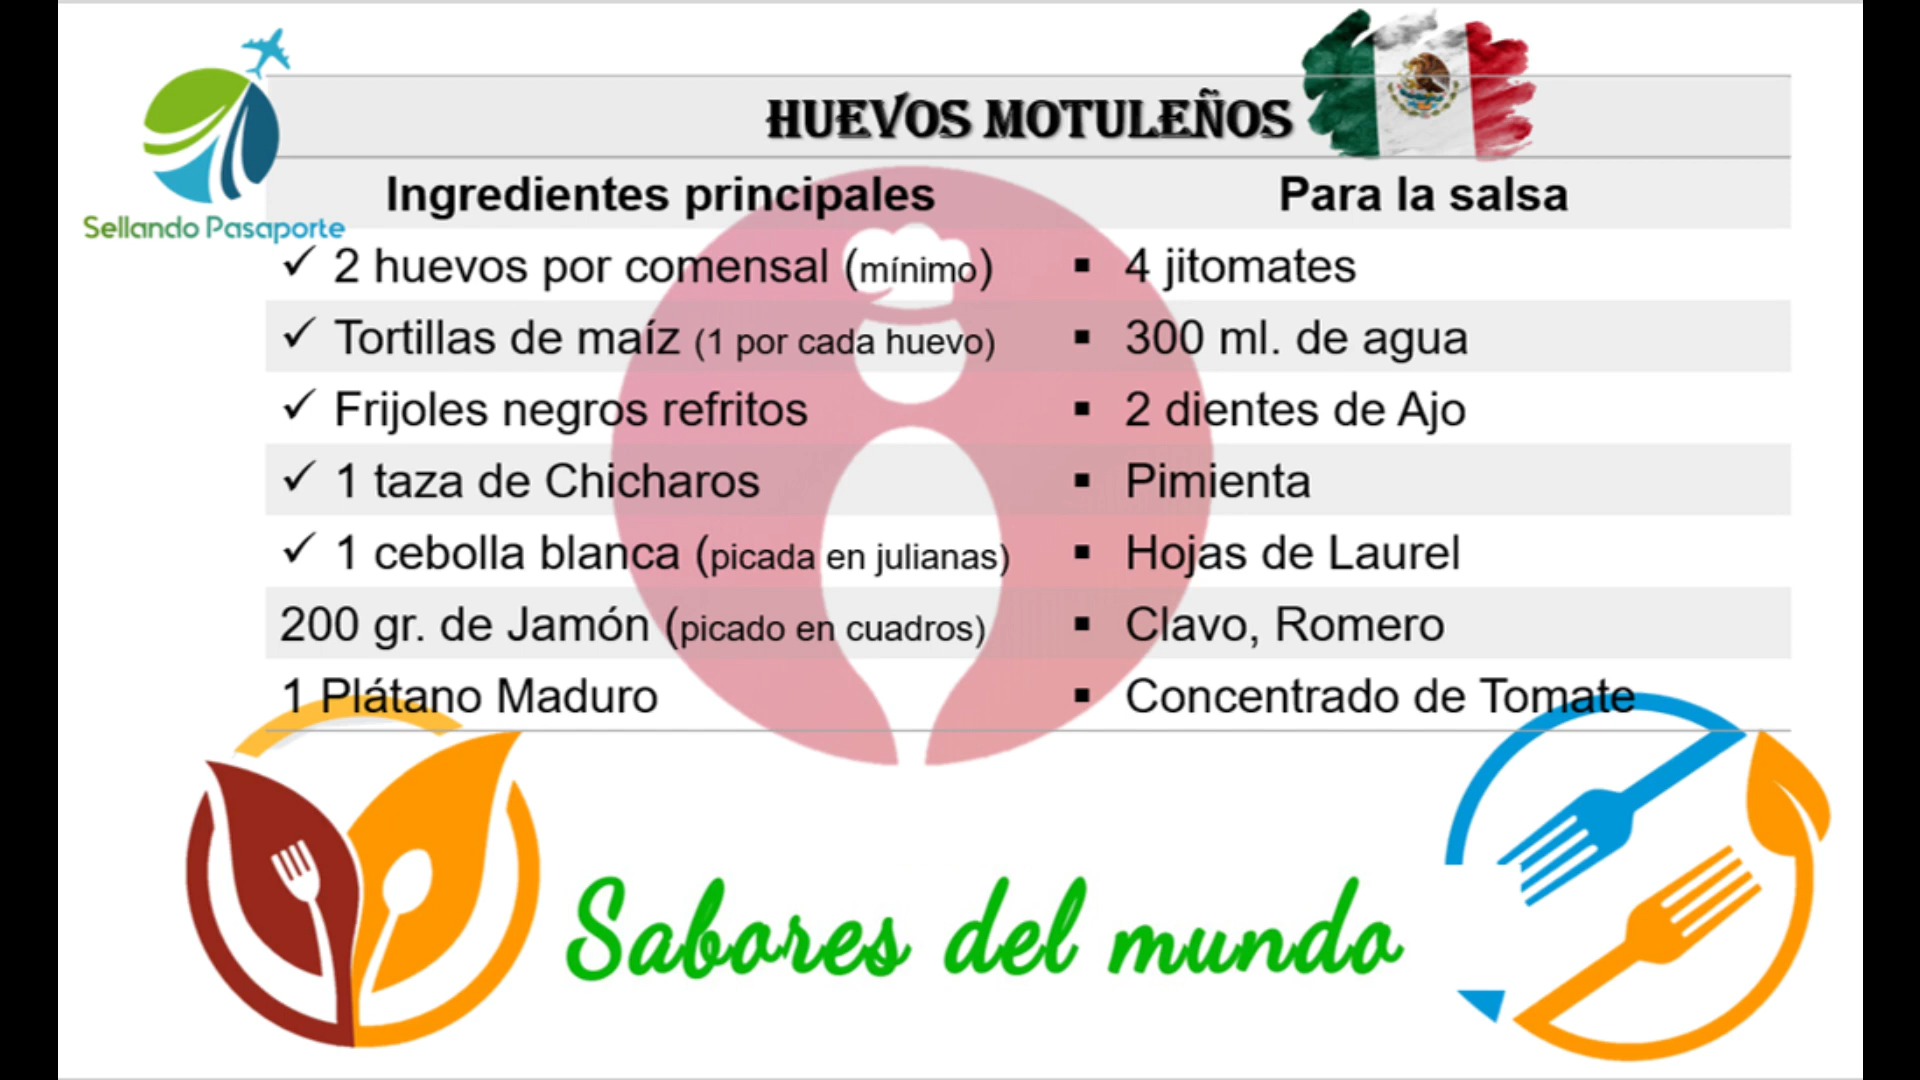 HUEVOS MOTULEÑOS
Sellando Pasaporte
Ingredientes principales
✓ 2 huevos por comensal (mínimo)
✓ Tortillas de maíz (1 por cada huevo)
✓ Frijoles negros refritos
✓ 1 taza de Chicharos
✓ 1 cebolla blanca (picada en julianas)
200 gr. de Jamón (picado en cuadros)
1 Plátano Maduro
Para la salsa
▪ 4 jitomates
▪ 300 ml. de agua
▪ 2 dientes de Ajo
▪ Pimienta
▪ Hojas de Laurel
▪ Clavo, Romero
▪ Concentrado de Tomate
Sabores del mundo